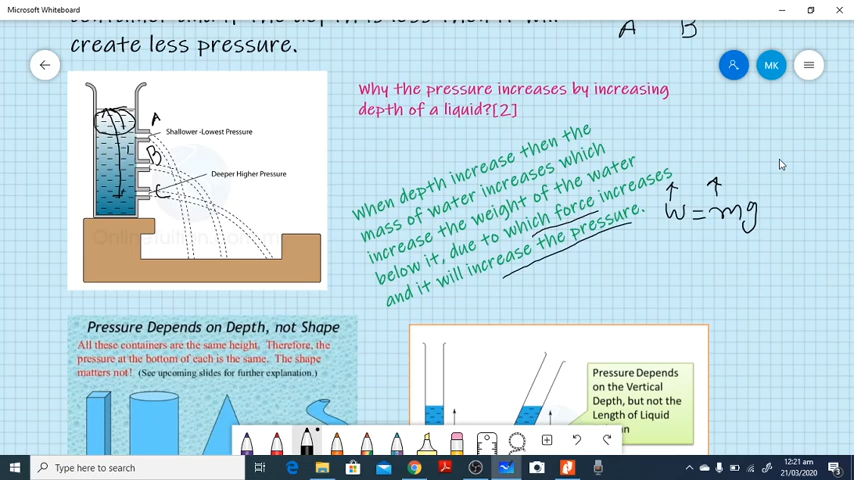 Microsoft Whiteboard
create less pressure.
A B
MK
Why the pressure increases by increasing
depth of a liquid?[2]
A
Shallower -Lowest Pressure
B
Deeper Higher Pressure
C
When depth increase then the
mass of water increases which
increase the weight of the water
below it, due to which force increases
and it will increase the pressure.
w = mg
Pressure Depends on Depth, not Shape
All these containers are the same height. Therefore, the
pressure at the bottom of each is the same. The shape
matters not! (See upcoming slides for further explanation.)
Pressure Depends
on the Vertical
Depth, but not the
Length of Liquid
Type here to search
12:21 am
21/03/2020
3